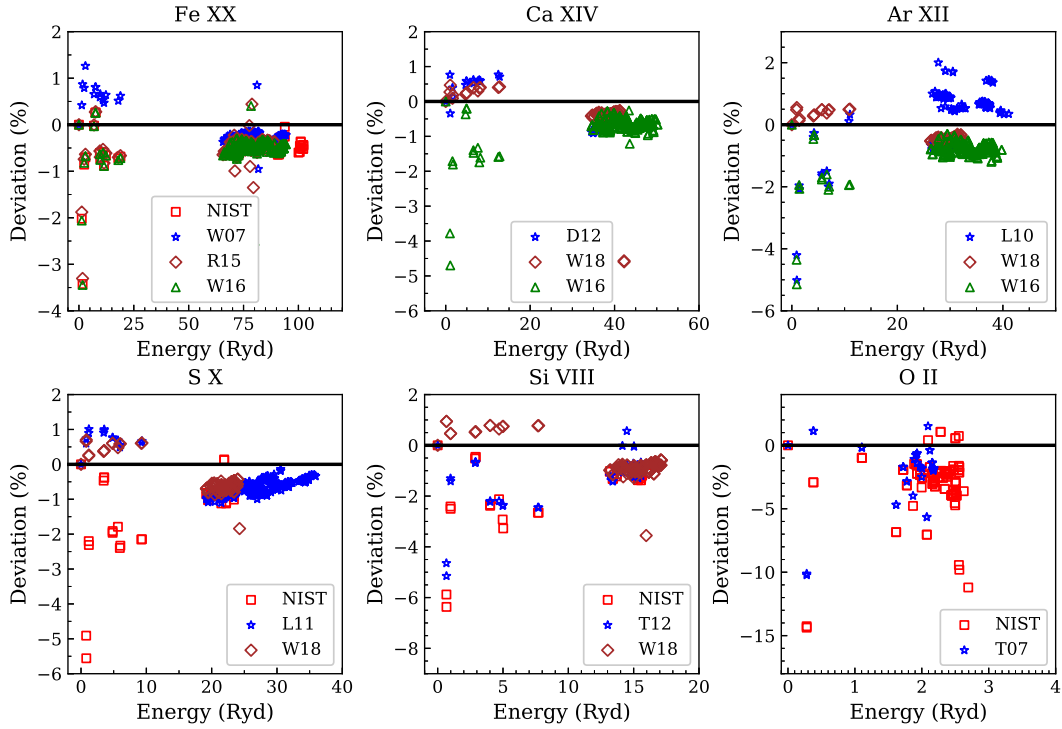 Fe XX
Ca XIV
Ar XII
Deviation (%)
2
1
0
−1
−2
−3
−4
0
25
50
75
100
Energy (Ryd)
NIST
W07
R15
W16
Deviation (%)
2
1
0
−1
−2
−3
−4
−5
−6
0
20
40
60
Energy (Ryd)
D12
W18
W16
Deviation (%)
2
0
−2
−4
−6
0
20
40
Energy (Ryd)
L10
W18
W16
S X
Si VIII
O II
Deviation (%)
2
1
0
−1
−2
−3
−4
−5
−6
0
10
20
30
40
Energy (Ryd)
NIST
L11
W18
Deviation (%)
2
0
−2
−4
−6
−8
0
5
10
15
20
Energy (Ryd)
NIST
T12
W18
Deviation (%)
0
−5
−10
−15
0
1
2
3
4
Energy (Ryd)
NIST
T07